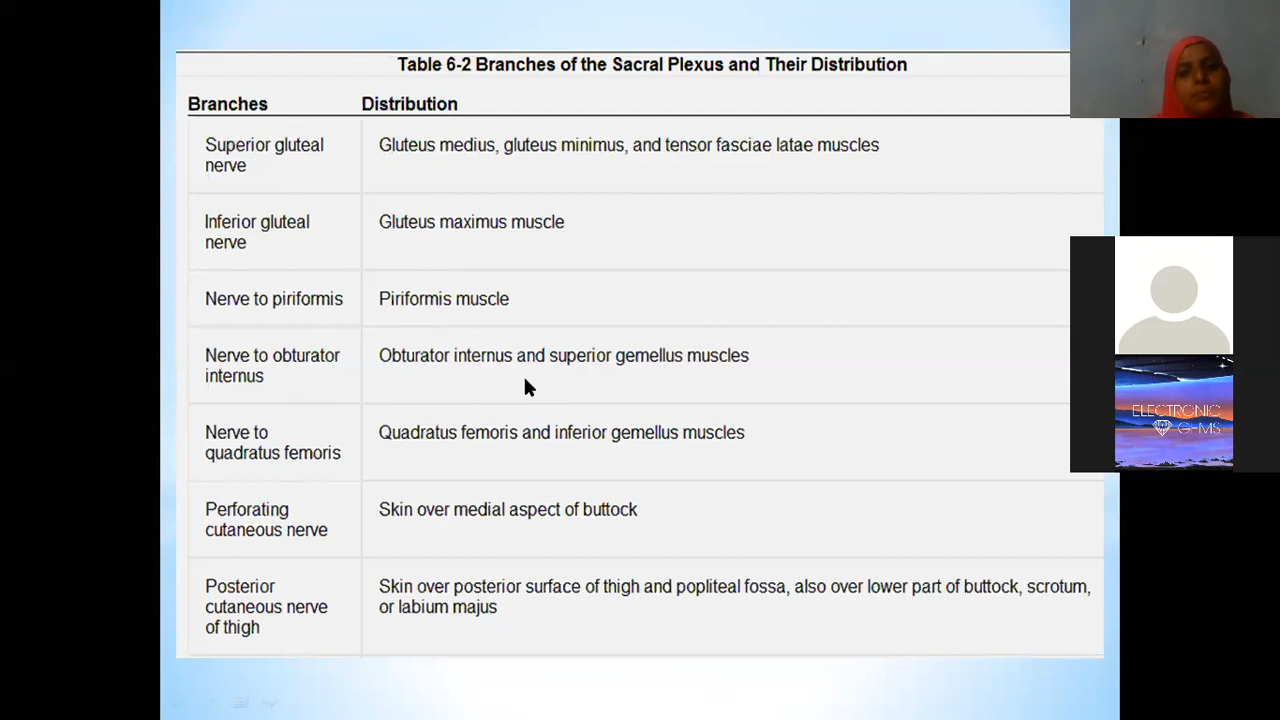 Table 6-2 Branches of the Sacral Plexus and Their Distribution
Branches Distribution
Superior gluteal Gluteus medius, gluteus minimus, and tensor fasciae latae muscles
nerve
Inferior gluteal Gluteus maximus muscle
nerve
Nerve to piriformis Piriformis muscle
Nerve to obturator Obturator internus and superior gemellus muscles
internus
Nerve to Quadratus femoris and inferior gemellus muscles
quadratus femoris
Perforating Skin over medial aspect of buttock
cutaneous nerve
Posterior Skin over posterior surface of thigh and popliteal fossa, also over lower part of buttock, scrotum,
cutaneous nerve or labium majus
of thigh
ELECTRONIC
GEMS